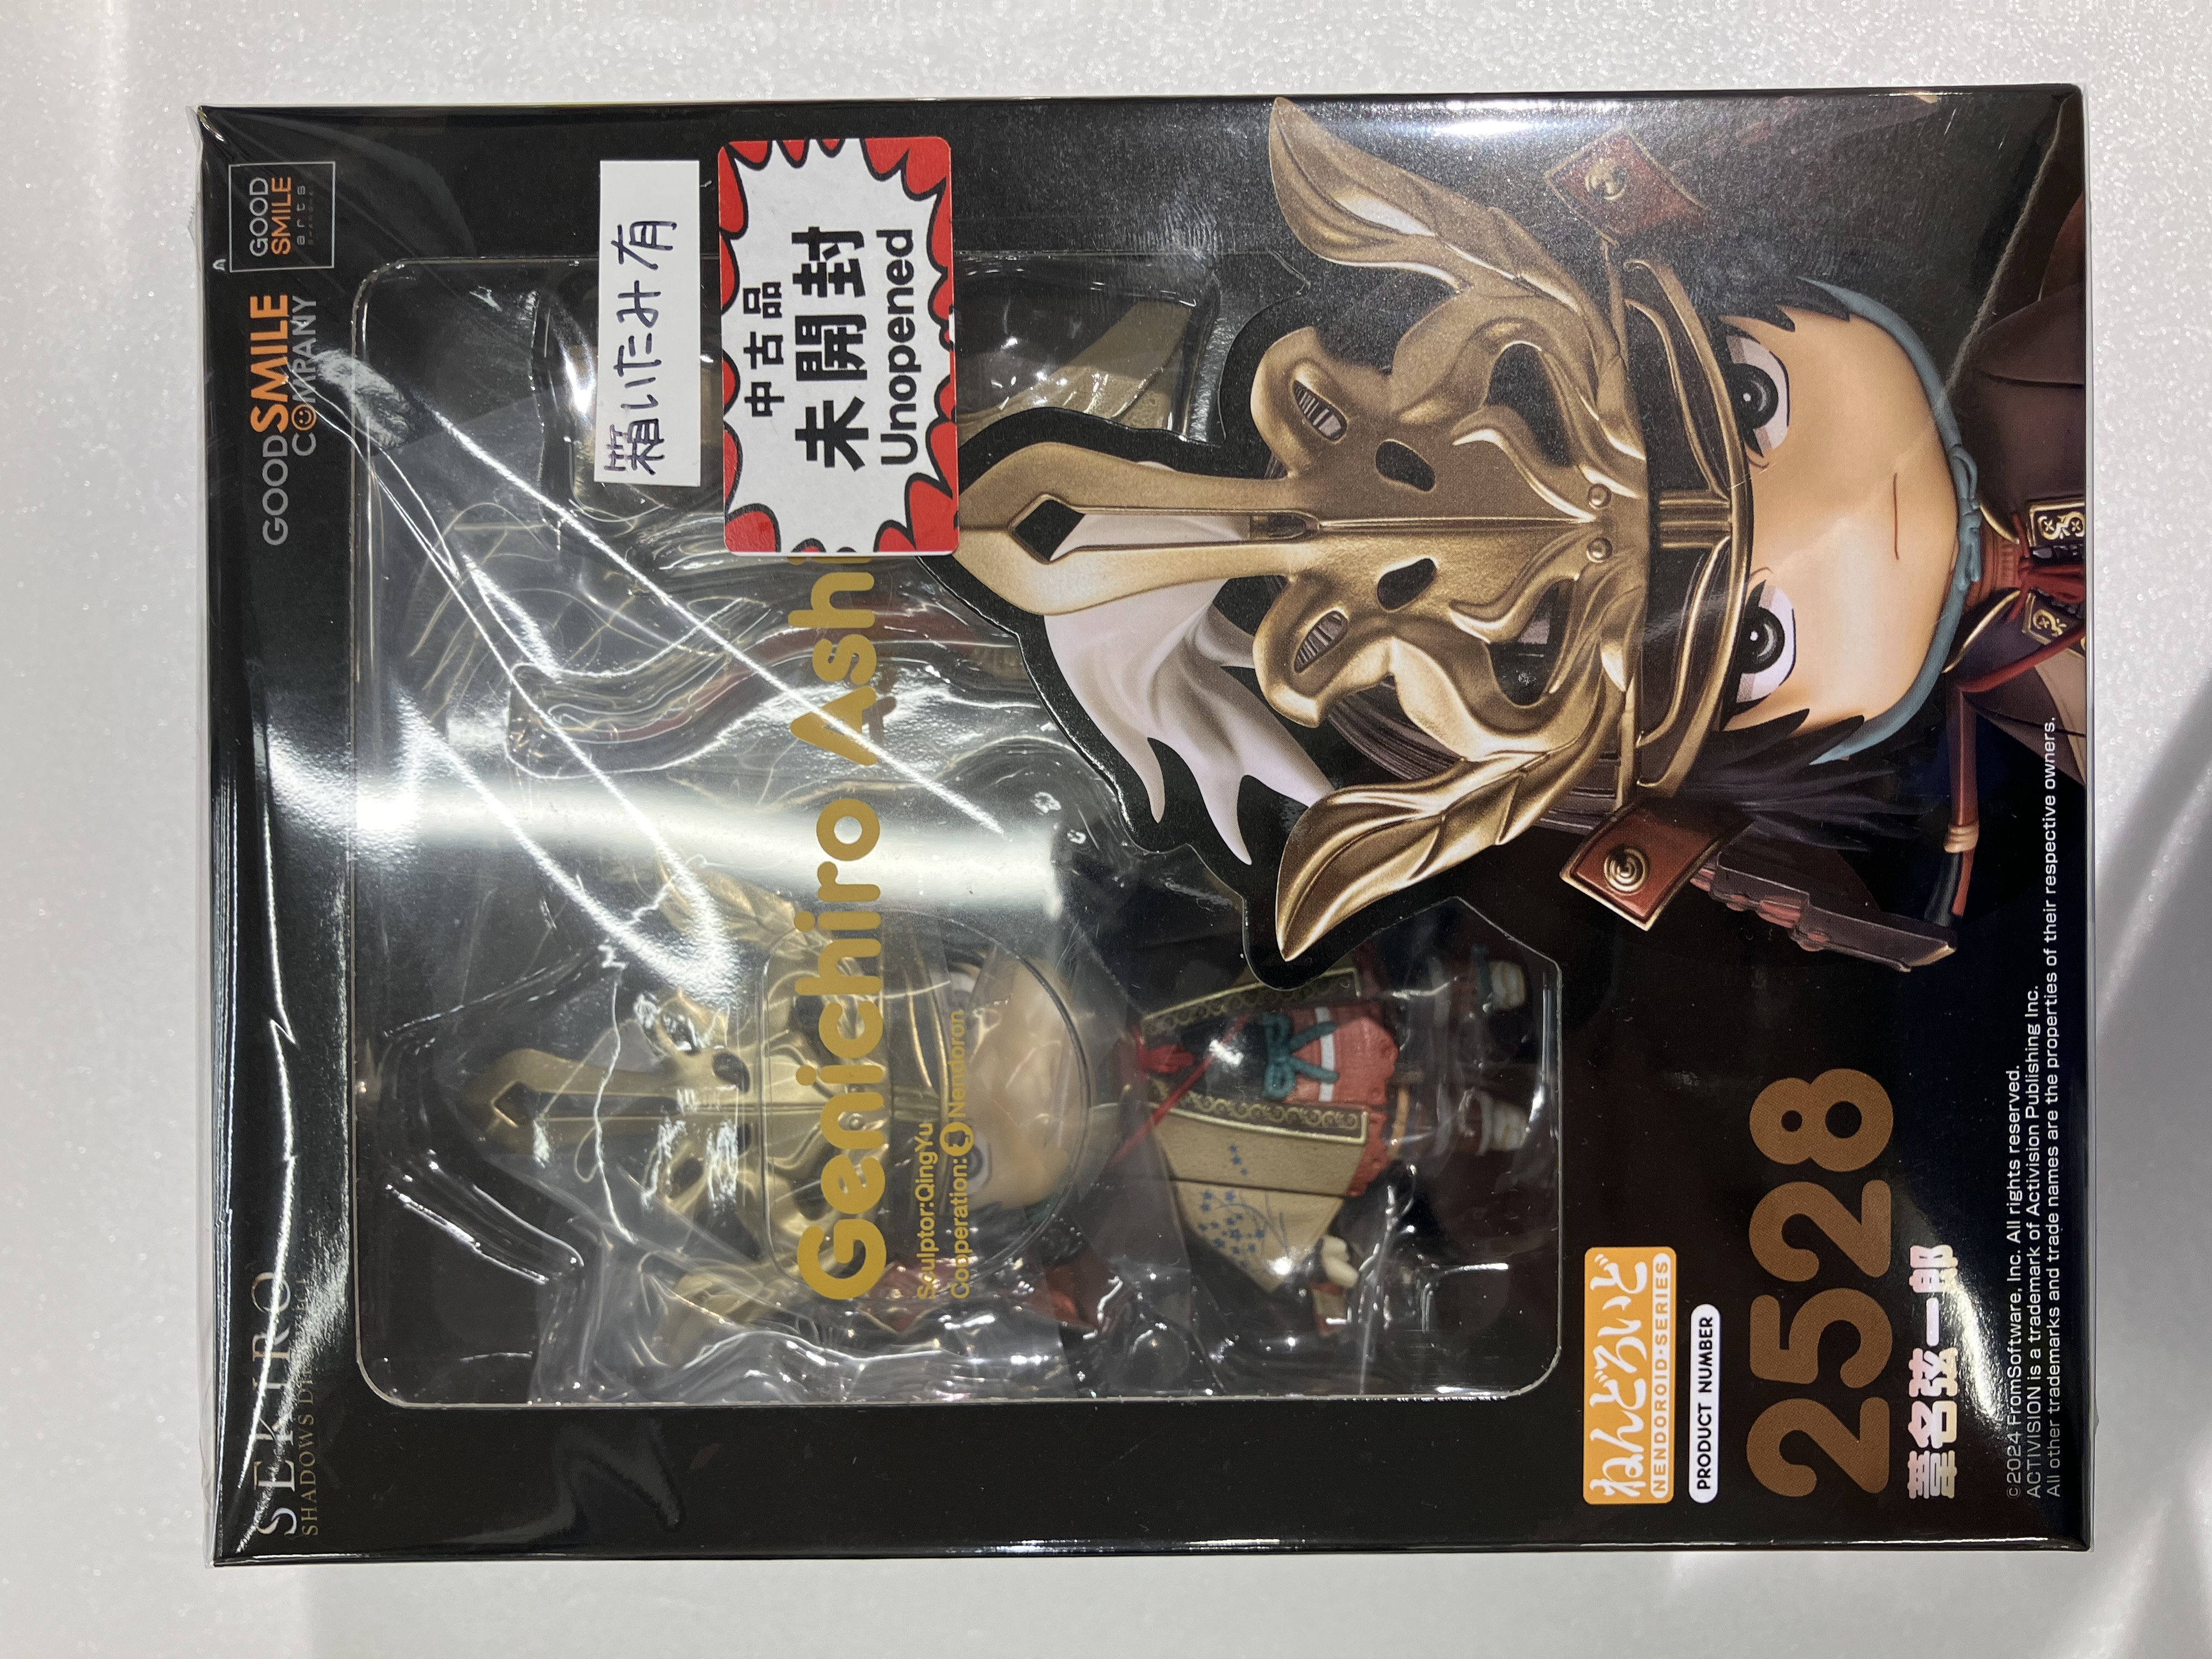 SEKIRO
SHADOWS DIE
GOOD SMILE
COMPANY
GOOD
SMILE
arts
箱いたみ有
中古品
未開封
Unopened
Genichiro Ashi
Sculptor:QingYu
Cooperation: Nendoron
ねんどろいど
NENDOROID·SERIES
PRODUCT NUMBER
2528
葦名弦一郎
©2024 FromSoftware, Inc. All rights reserved.
ACTIVISION is a trademark of Activision Publishing Inc.
All other trademarks and trade names are the properties of their respective owners.